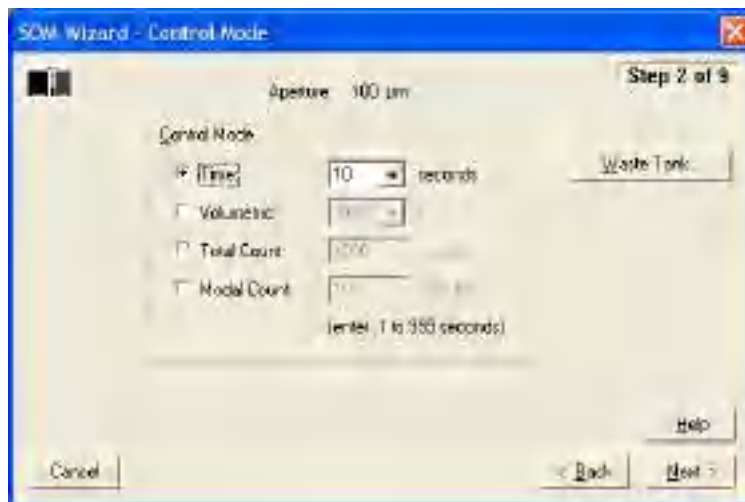 SOM Wizard - Control Mode
Step 2 of 9
Aperture 100 µm
Control Mode
Time 10 seconds
Waste Tank...
Volumetric
Total Count
Modal Count
(enter 1 to 999 seconds)
Help
Cancel
< Back
Next >